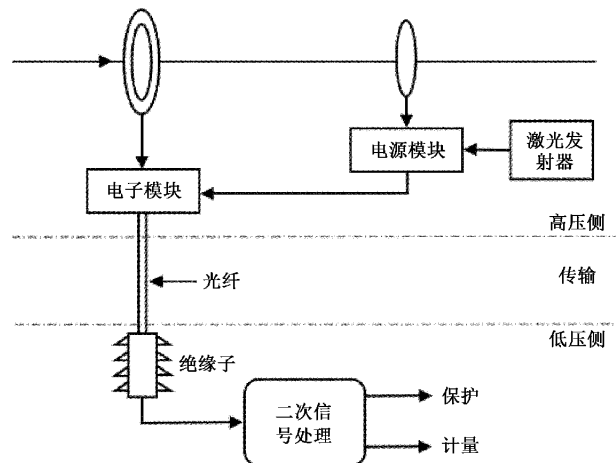 电源模块
激光发
射器
电子模块
高压侧
光纤
传输
低压侧
绝缘子
二次信
号处理
保护
计量